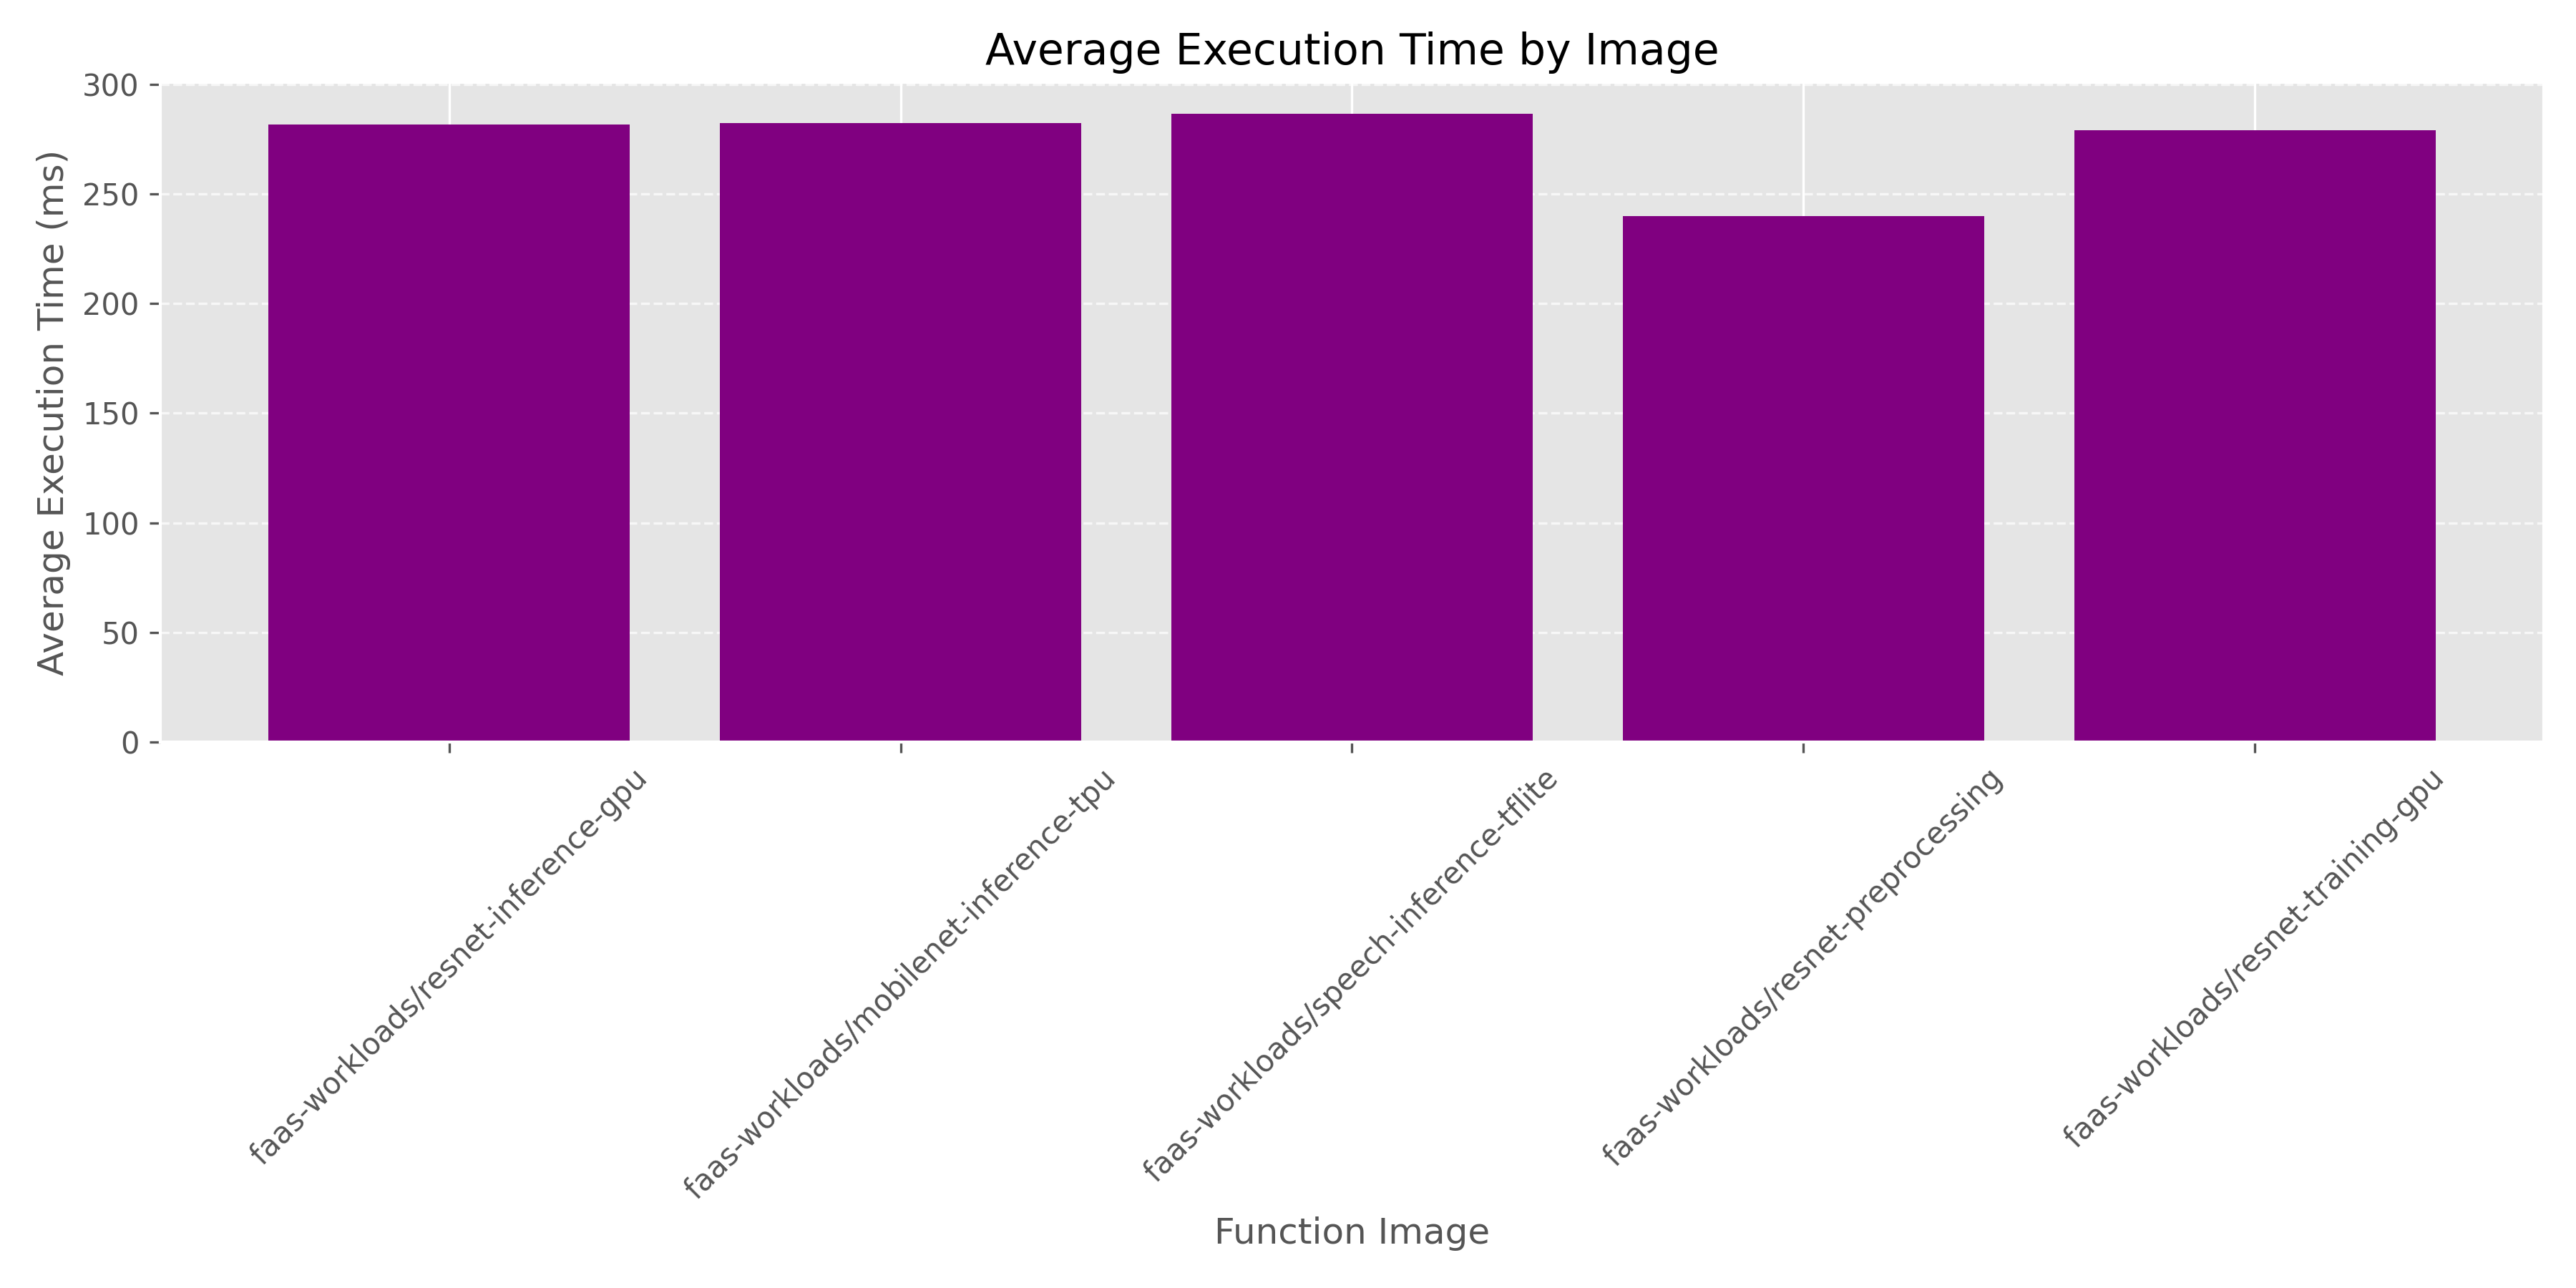 Average Execution Time by Image
Average Execution Time (ms)
300
250
200
150
100
50
0
faas-workloads/resnet-inference-gpu
faas-workloads/mobilenet-inference-tpu
faas-workloads/speech-inference-tflite
faas-workloads/resnet-preprocessing
faas-workloads/resnet-training-gpu
Function Image